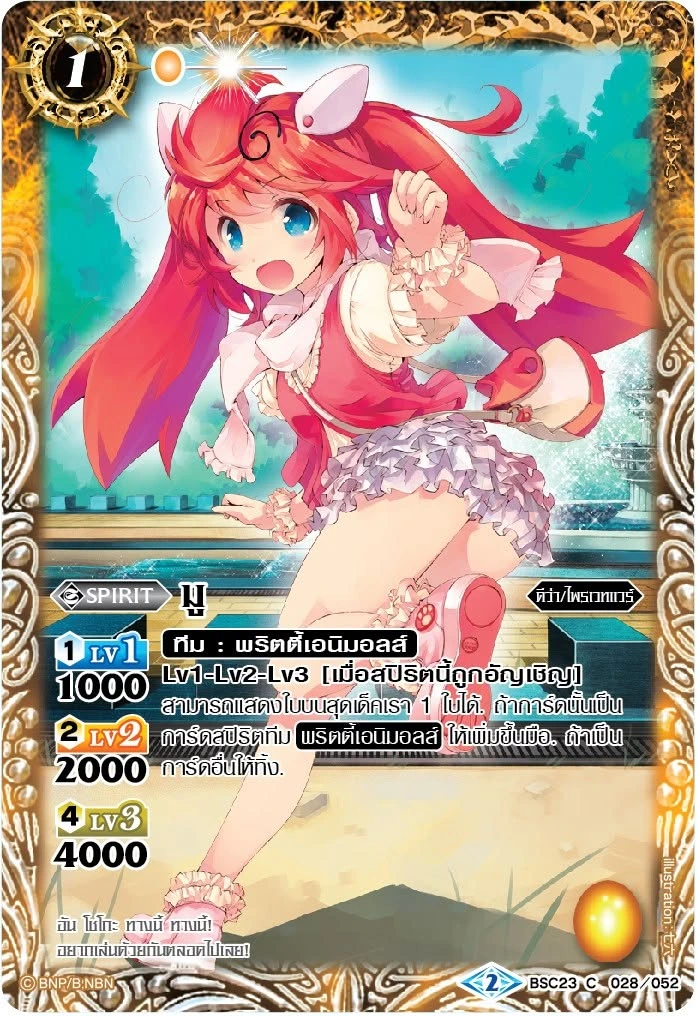 1
SPIRIT มู
ดีว่า/ไพรเวทแวร์
1 LV1
1000
2 LV2
2000
4 LV3
4000
ทีม : พริตตี้เอนิมอลส์
Lv1-Lv2-Lv3 [เมื่อสปิริตนี้ถูกอัญเชิญ]
สามารถแสดงใบบนสุดเด็คเรา 1 ใบได้. ถ้าการ์ดนั้นเป็น
การ์ดสปิริตทีม พริตตี้เอนิมอลส์ ให้เพิ่มขึ้นมือ. ถ้าเป็น
การ์ดอื่นให้ทิ้ง.
อัน โชโกะ ทางนี้ ทางนี้!
อยากเล่นด้วยกันตลอดไปเลย!
illustration:七六
©BNP/B;NBN
2
BSC23 C 028/052